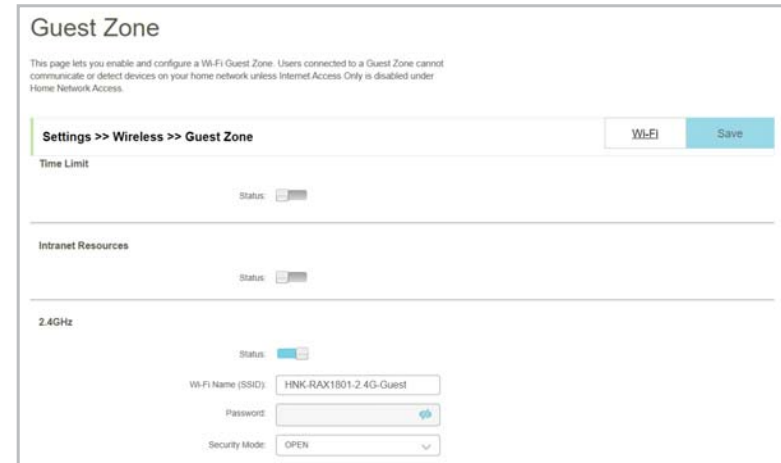 Guest Zone
This page lets you enable and configure a Wi-Fi Guest Zone. Users connected to a Guest Zone cannot
communicate or detect devices on your home network unless Internet Access Only is disabled under
Home Network Access.
Settings >> Wireless >> Guest Zone
Wi-Fi
Save
Time Limit
Status:
Intranet Resources
Status:
2.4GHz
Status:
Wi-Fi Name (SSID): HNK-RAX1801-2.4G-Guest
Password:
Security Mode: OPEN